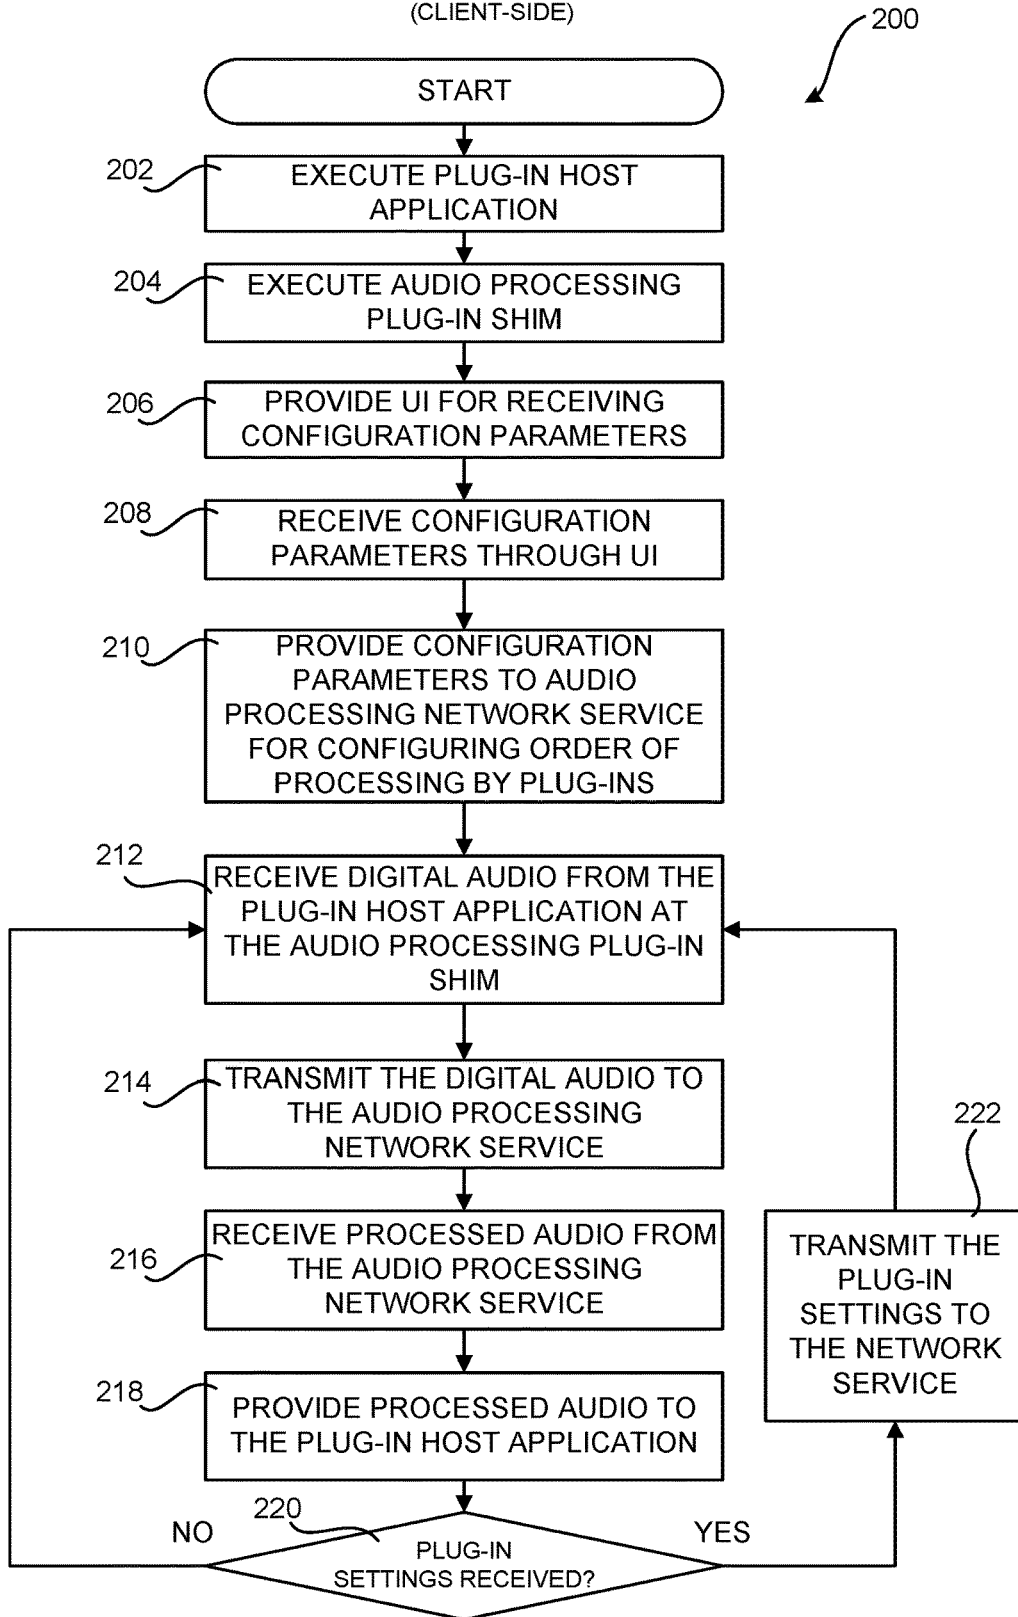 (CLIENT-SIDE)
200
START
202
EXECUTE PLUG-IN HOST
APPLICATION
204
EXECUTE AUDIO PROCESSING
PLUG-IN SHIM
206
PROVIDE UI FOR RECEIVING
CONFIGURATION PARAMETERS
208
RECEIVE CONFIGURATION
PARAMETERS THROUGH UI
210
PROVIDE CONFIGURATION
PARAMETERS TO AUDIO
PROCESSING NETWORK SERVICE
FOR CONFIGURING ORDER OF
PROCESSING BY PLUG-INS
212
RECEIVE DIGITAL AUDIO FROM THE
PLUG-IN HOST APPLICATION AT
THE AUDIO PROCESSING PLUG-IN
SHIM
214
TRANSMIT THE DIGITAL AUDIO TO
THE AUDIO PROCESSING
NETWORK SERVICE
216
RECEIVE PROCESSED AUDIO FROM
THE AUDIO PROCESSING
NETWORK SERVICE
218
PROVIDE PROCESSED AUDIO TO
THE PLUG-IN HOST APPLICATION
220
PLUG-IN
SETTINGS RECEIVED?
NO
YES
222
TRANSMIT THE
PLUG-IN
SETTINGS TO
THE NETWORK
SERVICE